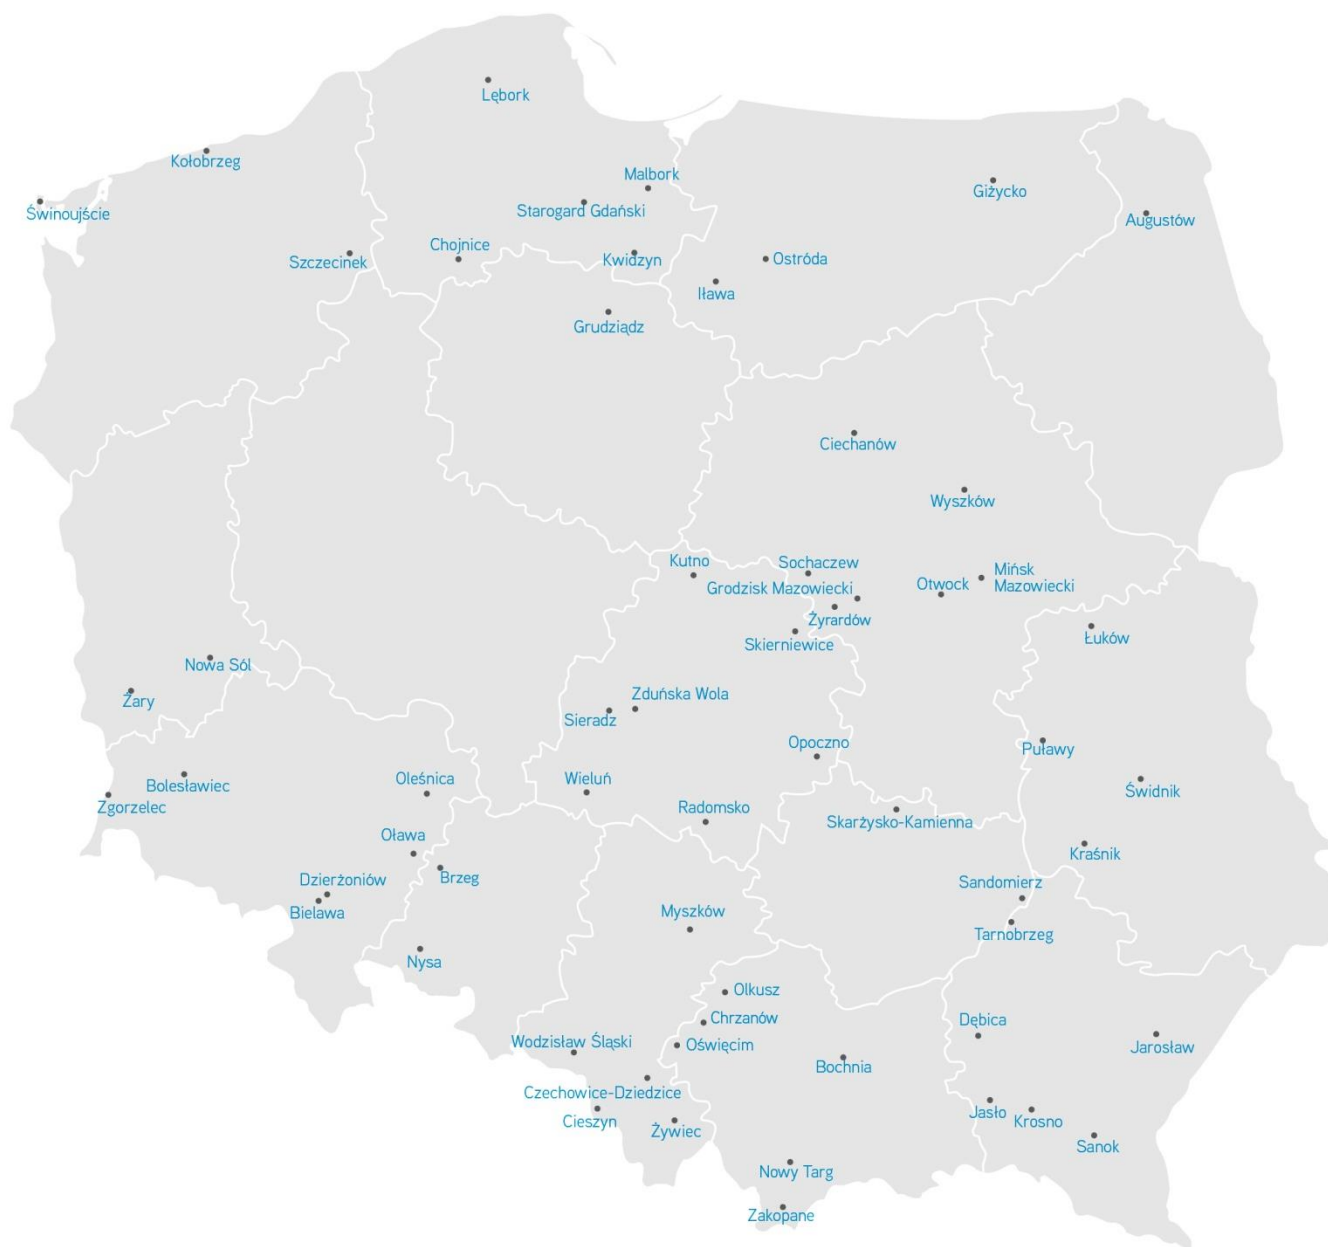 Lębork
Kołobrzeg
Malbork
Giżycko
Świnoujście
Starogard Gdański
Augustów
Chojnice
Szczecinek
Kwidzyn
Ostróda
Iława
Grudziądz
Ciechanów
Wyszków
Kutno
Sochaczew
Mińsk
Mazowiecki
Grodzisk Mazowiecki
Otwock
Żyrardów
Łuków
Skierniewice
Nowa Sól
Żary
Zduńska Wola
Sieradz
Opoczno
Puławy
Oleśnica
Wieluń
Bolesławiec
Świdnik
Zgorzelec
Radomsko
Skarżysko-Kamienna
Oława
Kraśnik
Brzeg
Dzierżoniów
Sandomierz
Bielawa
Myszków
Tarnobrzeg
Nysa
Olkusz
Chrzanów
Dębica
Wodzisław Śląski
Oświęcim
Jarosław
Bochnia
Czechowice-Dziedzice
Jasło
Cieszyn
Krosno
Żywiec
Sanok
Nowy Targ
Zakopane